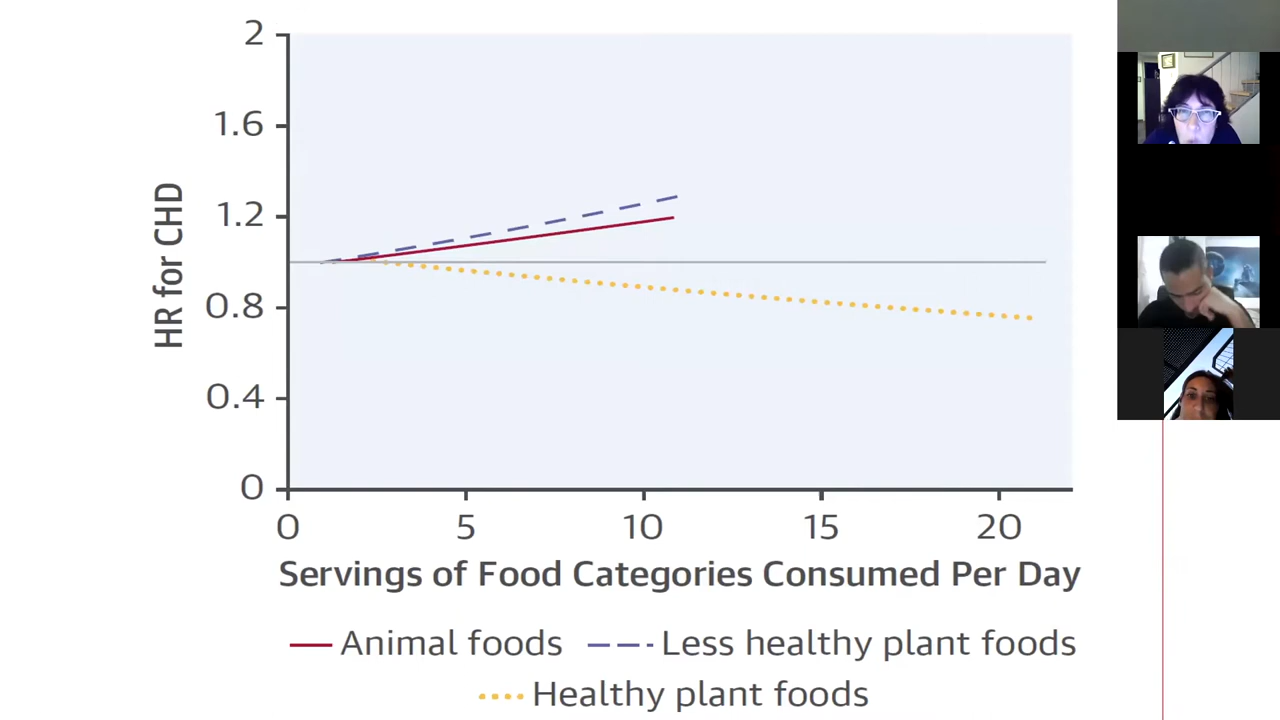 2
1.6
1.2
0.8
0.4
0
HR for CHD
0 5 10 15 20
Servings of Food Categories Consumed Per Day
Animal foods Less healthy plant foods
Healthy plant foods